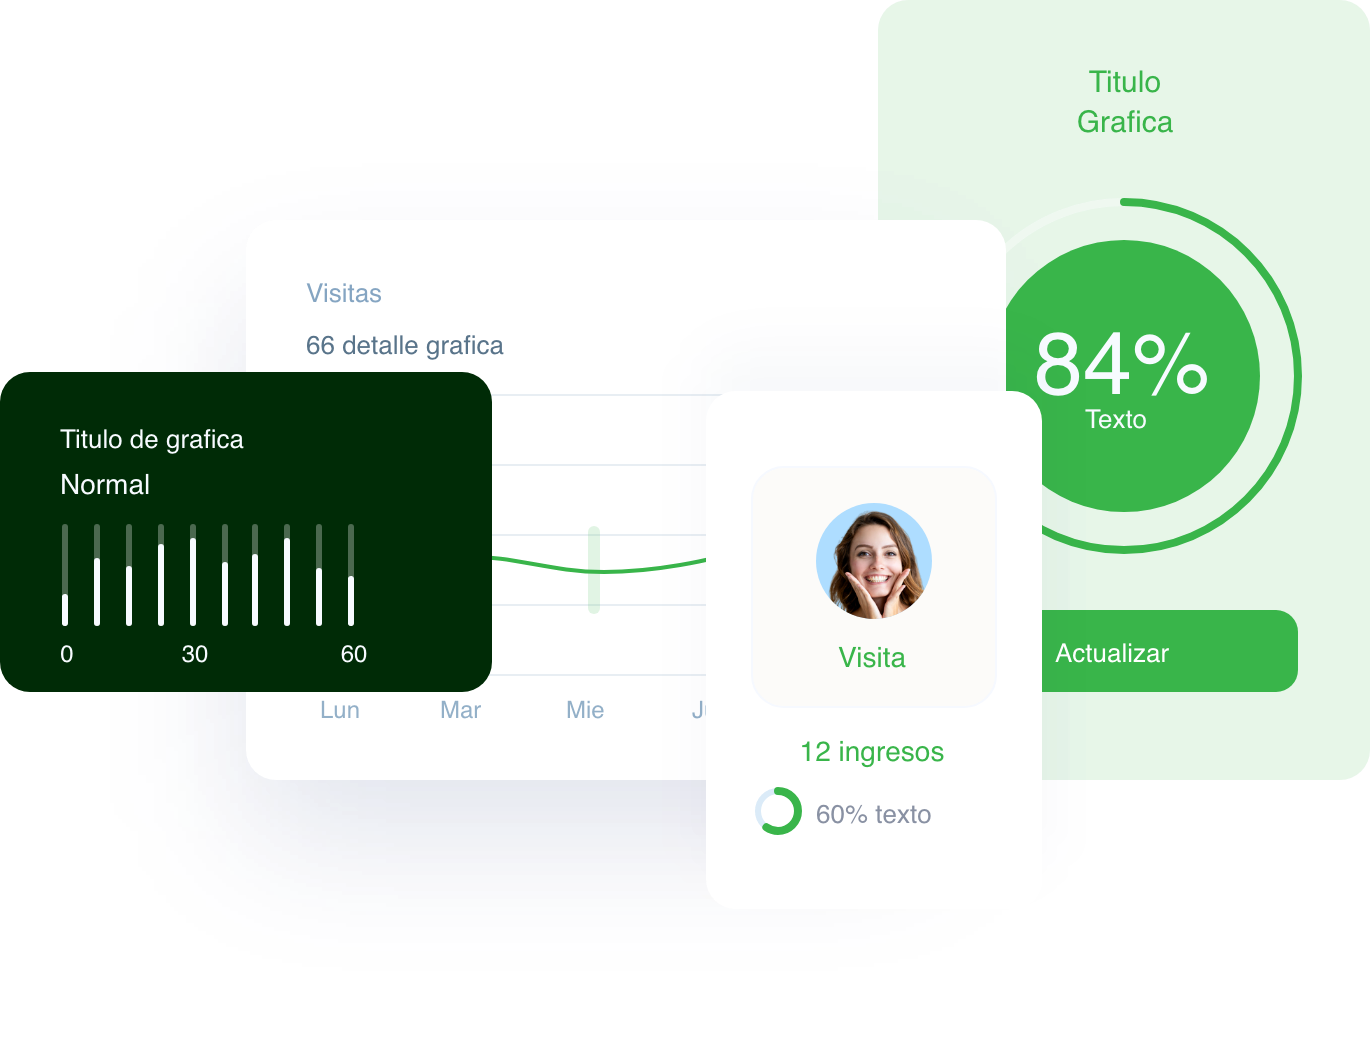 Titulo
Grafica
84%
Texto
Actualizar
Visitas
66 detalle grafica
Lun Mar Mie
Titulo de grafica
Normal
0 30 60
Visita
12 ingresos
60% texto